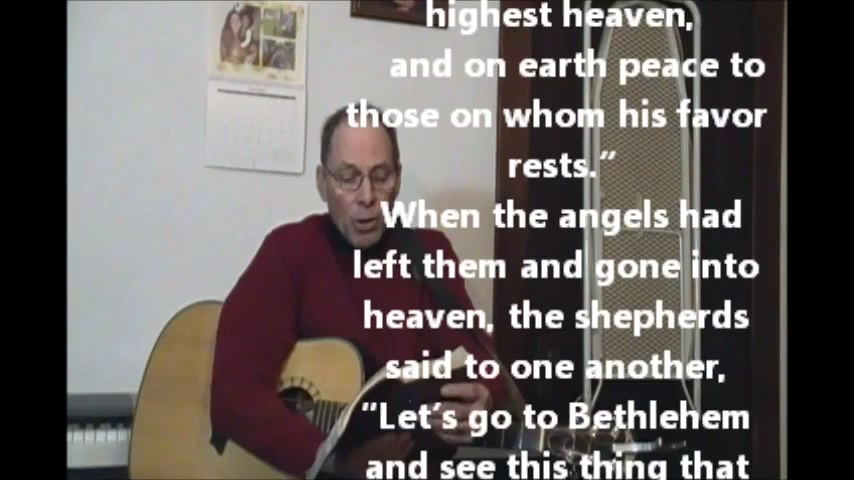 highest heaven,
and on earth peace to
those on whom his favor
rests.”
When the angels had
left them and gone into
heaven, the shepherds
said to one another,
“Let’s go to Bethlehem
and see this thing that